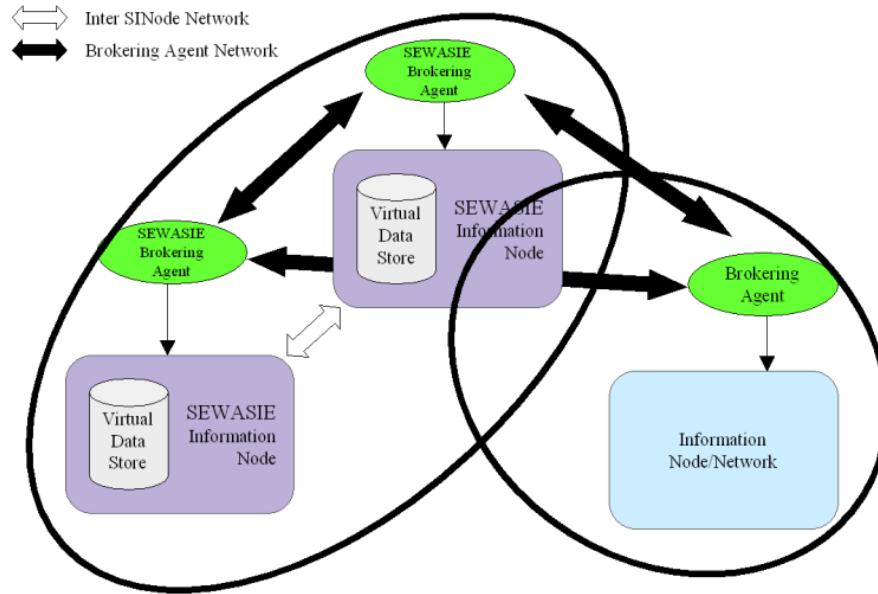 Inter SINode Network
Brokering Agent Network
SEWASIE
Brokering
Agent
Virtual
Data
Store
SEWASIE
Information
Node
SEWASIE
Brokering
Agent
Brokering
Agent
Virtual
Data
Store
SEWASIE
Information
Node
Information
Node/Network